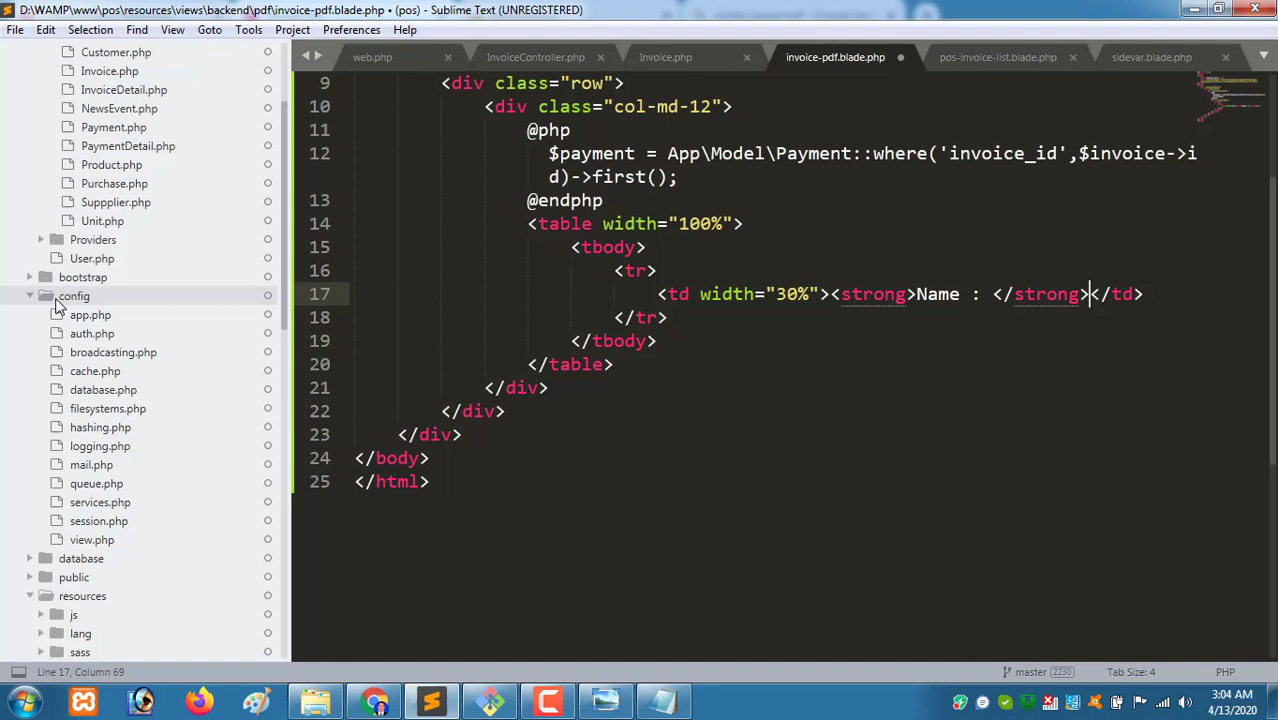 D:\WAMP\www\pos\resources\views\backend\pdf\invoice-pdf.blade.php • (pos) - Sublime Text (UNREGISTERED)
File Edit Selection Find View Goto Tools Project Preferences Help
Customer.php
Invoice.php
InvoiceDetail.php
NewsEvent.php
Payment.php
PaymentDetail.php
Product.php
Purchase.php
Suppplier.php
Unit.php
Providers
User.php
bootstrap
config
app.php
auth.php
broadcasting.php
cache.php
database.php
filesystems.php
hashing.php
logging.php
mail.php
queue.php
services.php
session.php
view.php
database
public
resources
js
lang
sass
web.php InvoiceController.php Invoice.php invoice-pdf.blade.php pos-invoice-list.blade.php sidevar.blade.php
9 <div class="row">
10 <div class="col-md-12">
11 @php
12 $payment = App\Model\Payment::where('invoice_id',$invoice->i
d)->first();
13 @endphp
14 <table width="100%">
15 <tbody>
16 <tr>
17 <td width="30%"><strong>Name : </strong></td>
18 </tr>
19 </tbody>
20 </table>
21 </div>
22 </div>
23 </div>
24 </body>
25 </html>
Line 17, Column 69 master 2230 Tab Size: 4 PHP
3:04 AM
4/13/2020